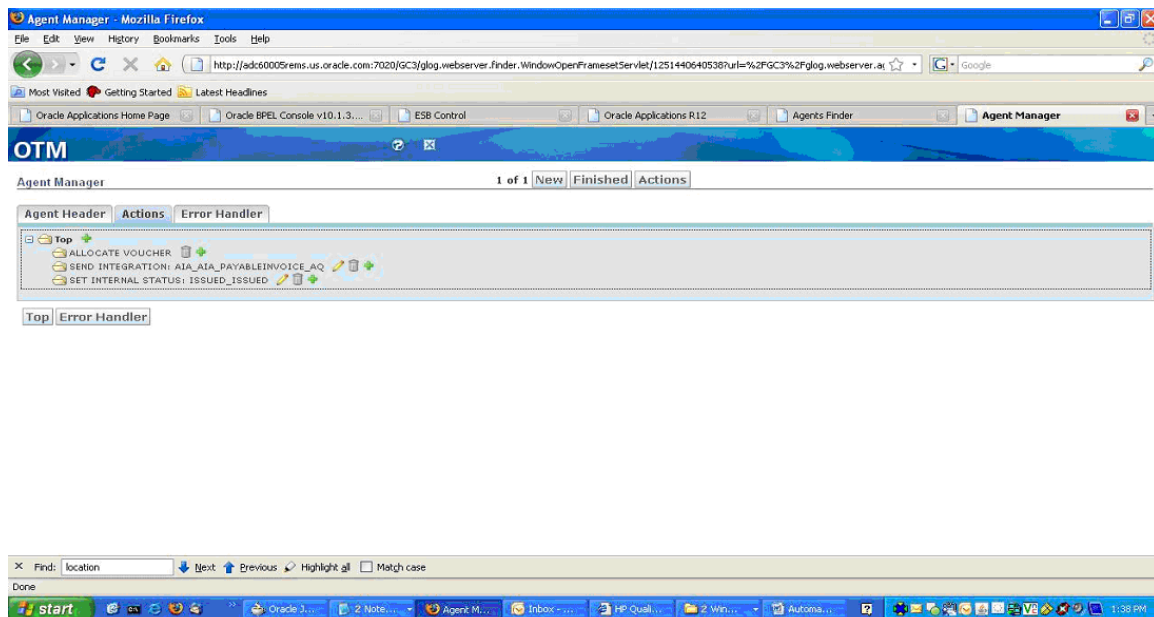 Agent Manager - Mozilla Firefox
File Edit View History Bookmarks Tools Help
http://adc60005rems.us.oracle.com:7020/GC3/glog.webserver.finder.WindowOpenFramesetServlet/1251440640538?url=%2FGC3%2Fglog.webserver.ag
G Google
Most Visited Getting Started Latest Headlines
Oracle Applications Home Page Oracle BPEL Console v10.1.3.... ESB Control Oracle Applications R12 Agents Finder Agent Manager
OTM
Agent Manager 1 of 1 New Finished Actions
Agent Header Actions Error Handler
Top
ALLOCATE VOUCHER
SEND INTEGRATION: AIA_AIA_PAYABLEINVOICE_AQ
SET INTERNAL STATUS: ISSUED_ISSUED
Top Error Handler
Find: location Next Previous Highlight all Match case
Done
start Oracle J... 2 Note... Agent M... Inbox - ... HP Quali... 2 Win... Automa... 1:38 PM